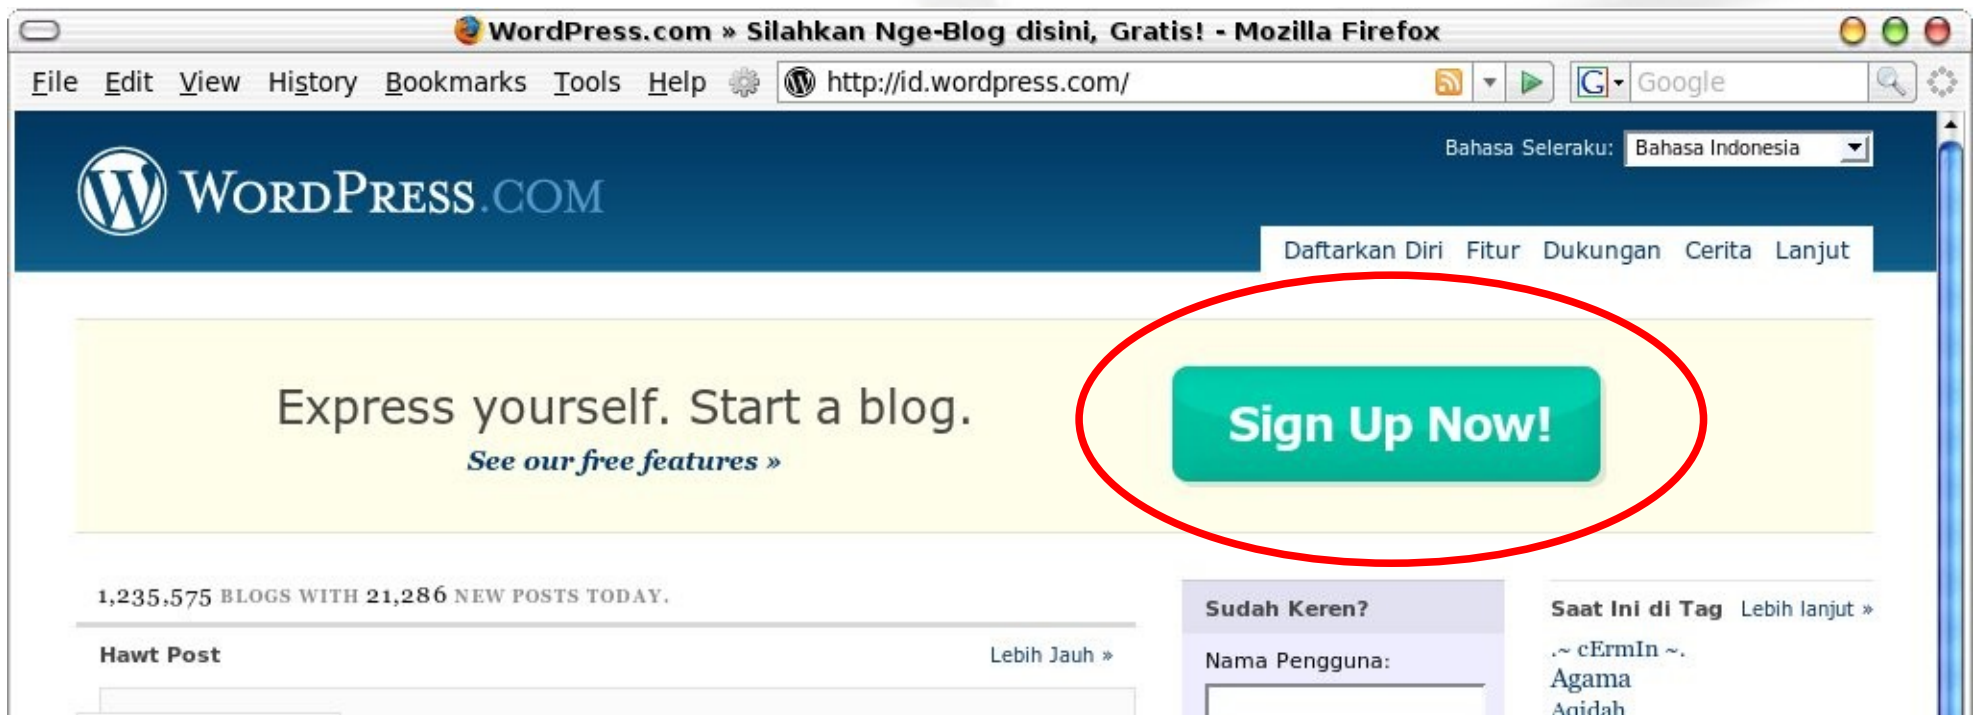 WordPress.com » Silahkan Nge-Blog disini, Gratis! - Mozilla Firefox
File Edit View History Bookmarks Tools Help http://id.wordpress.com/ G Google
Bahasa Seleraku: Bahasa Indonesia
WORDPRESS.COM
Daftarkan Diri Fitur Dukungan Cerita Lanjut
Express yourself. Start a blog.
See our free features »
Sign Up Now!
1,235,575 BLOGS WITH 21,286 NEW POSTS TODAY.
Hawt Post Lebih Jauh »
Sudah Keren?
Nama Pengguna:
Saat Ini di Tag Lebih lanjut »
.~ cErmIn ~.
Agama
Aqidah